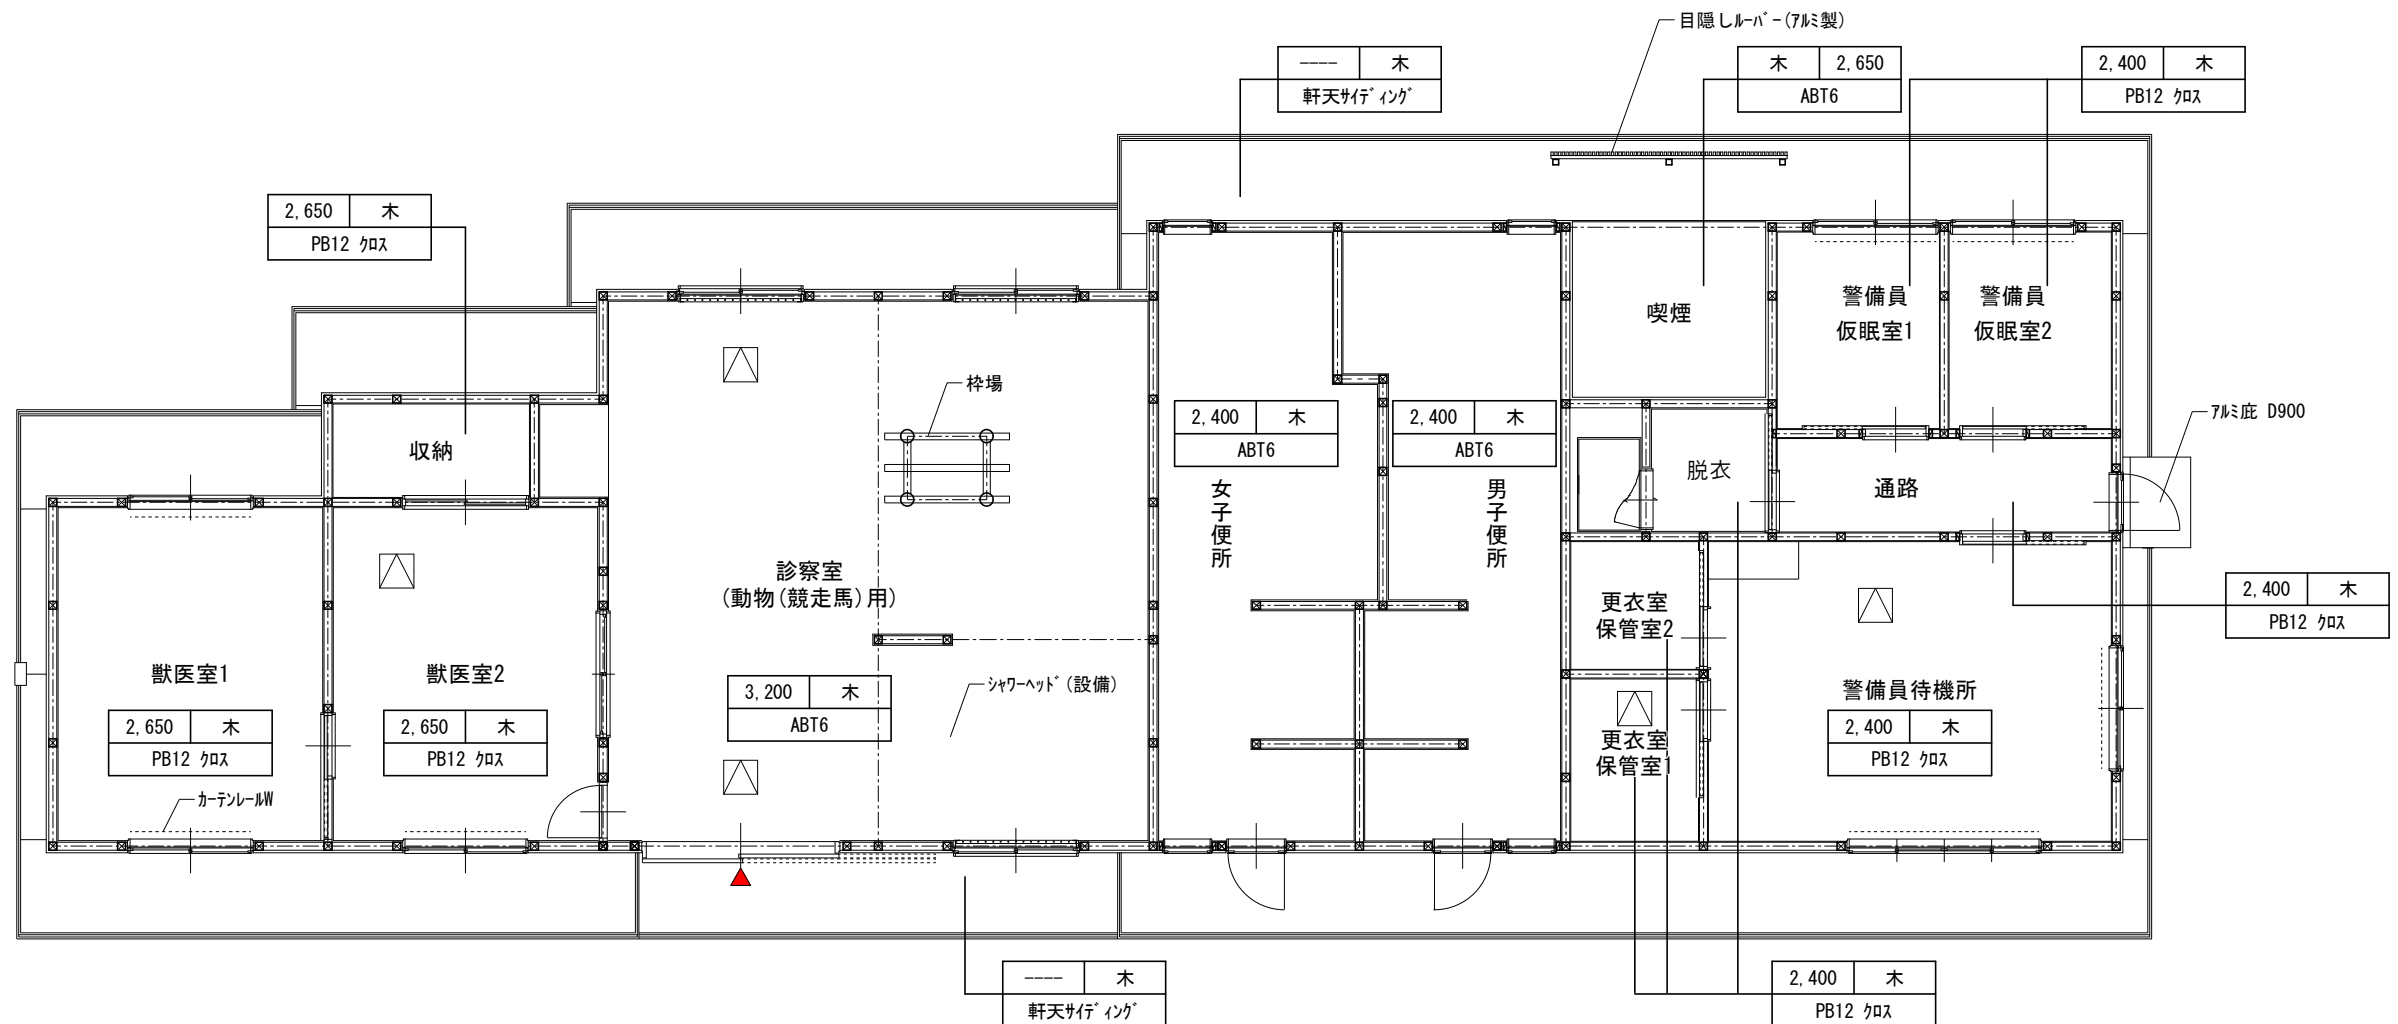 目隠しﾙｰﾊﾞｰ(ｱﾙﾐ製)
---- 木
軒天ｻｲﾃﾞｨﾝｸﾞ
木 2,650
ABT6
2,400 木
PB12 ｸﾛｽ
2,650 木
PB12 ｸﾛｽ
収納
枠場
喫煙
警備員
仮眠室1
警備員
仮眠室2
2,400 木
ABT6
女子便所
2,400 木
ABT6
男子便所
脱衣
通路
ｱﾙﾐ庇 D900
診察室
(動物(競走馬)用)
更衣室
保管室2
2,400 木
PB12 ｸﾛｽ
獣医室1
2,650 木
PB12 ｸﾛｽ
獣医室2
2,650 木
PB12 ｸﾛｽ
3,200 木
ABT6
ｼｬﾜｰﾍｯﾄﾞ(設備)
更衣室
保管室1
警備員待機所
2,400 木
PB12 ｸﾛｽ
ｶｰﾃﾝﾚｰﾙW
---- 木
軒天ｻｲﾃﾞｨﾝｸﾞ
2,400 木
PB12 ｸﾛｽ